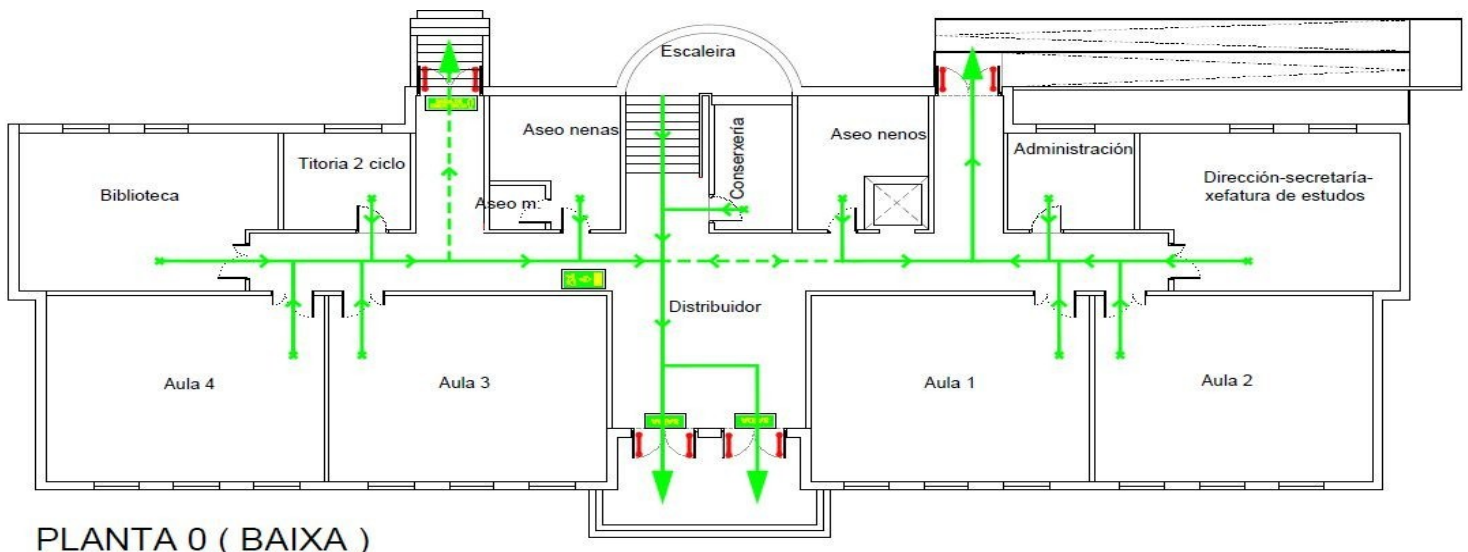 Escaleira
Aseo nenas
Aseo nenos
Conserxería
Administración
Titoria 2 ciclo
Dirección-secretaría-
xefatura de estudos
Biblioteca
Aseo m.
Distribuidor
Aula 4
Aula 3
Aula 1
Aula 2
PLANTA 0 ( BAIXA )